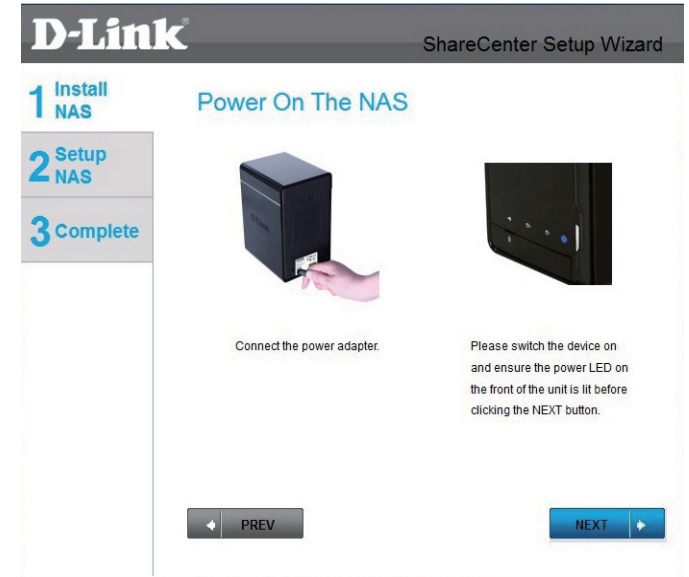 D-Link®
ShareCenter Setup Wizard
1 Install
NAS
2 Setup
NAS
3 Complete
Power On The NAS
Connect the power adapter.
Please switch the device on
and ensure the power LED on
the front of the unit is lit before
clicking the NEXT button.
PREV
NEXT